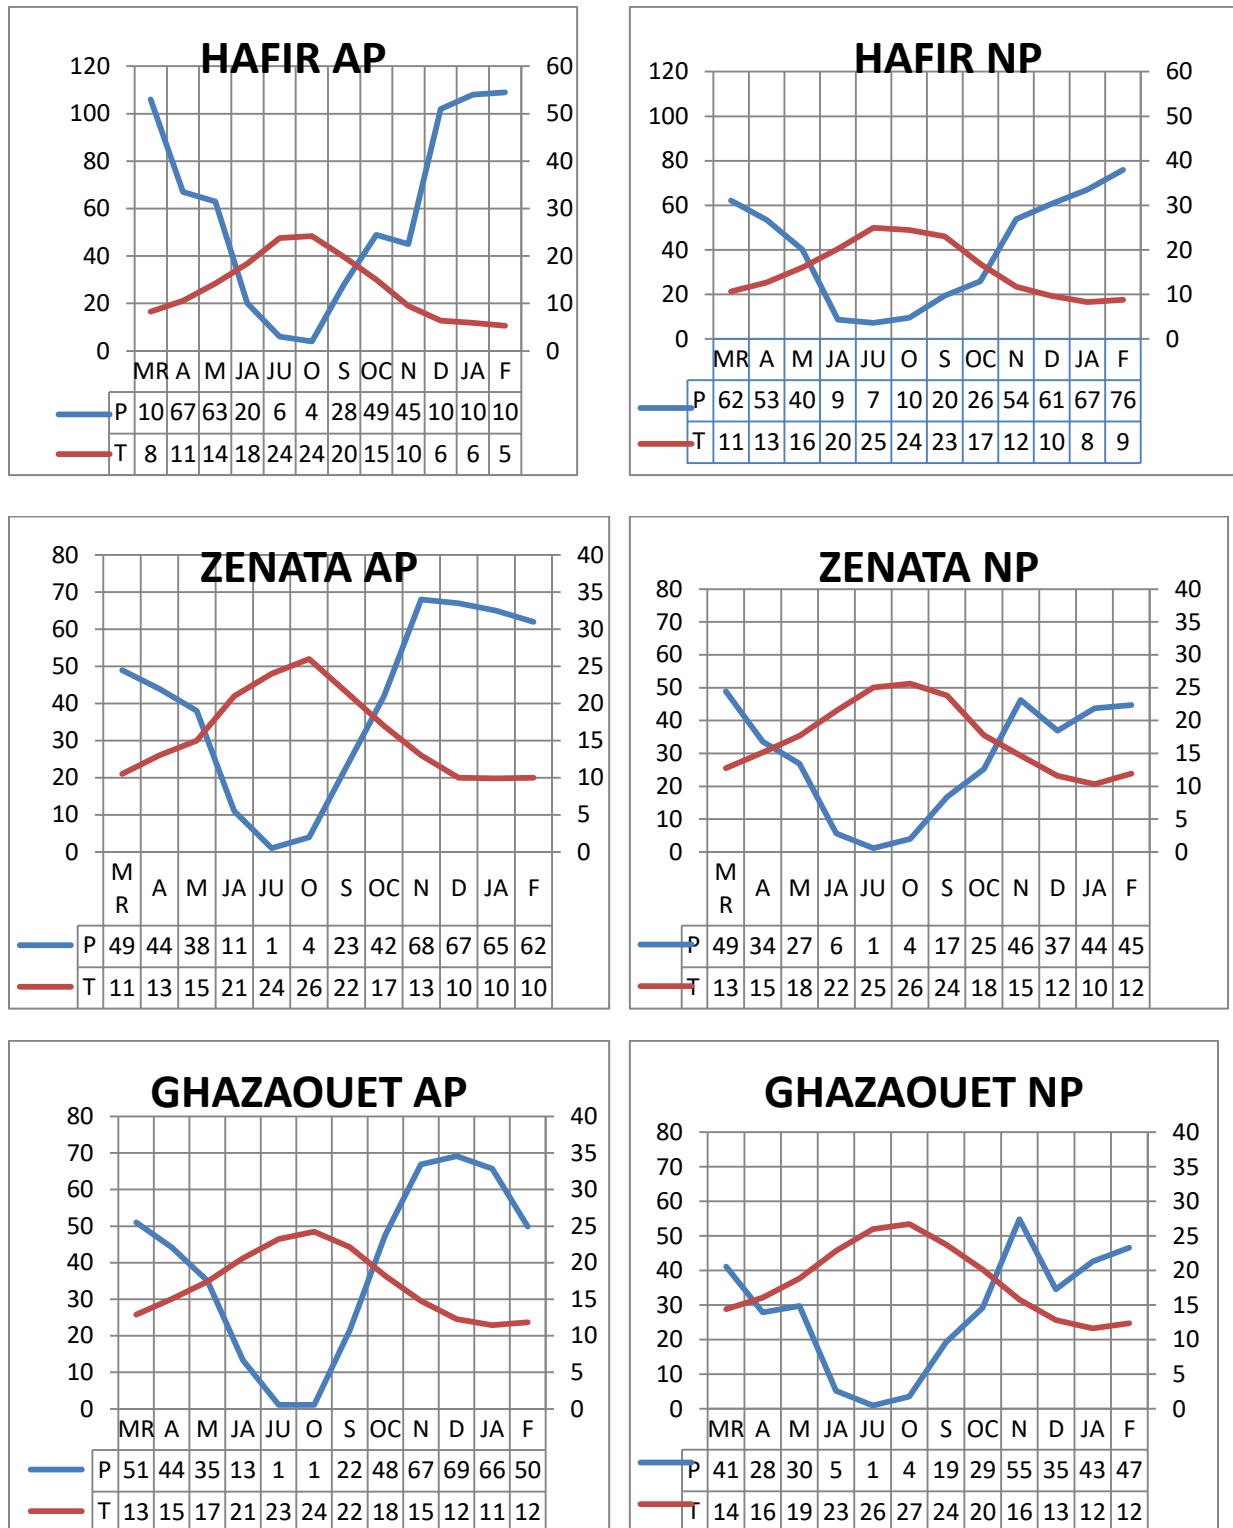 HAFIR AP
120 60
100 50
80 40
60 30
40 20
20 10
0 0
MR A M JA JU O S OC N D JA F
P 10 67 63 20 6 4 28 49 45 10 10 10
T 8 11 14 18 24 24 20 15 10 6 6 5
HAFIR NP
120 60
100 50
80 40
60 30
40 20
20 10
0 0
MR A M JA JU O S OC N D JA F
P 62 53 40 9 7 10 20 26 54 61 67 76
T 11 13 16 20 25 24 23 17 12 10 8 9
ZENATA AP
80 40
70 35
60 30
50 25
40 20
30 15
20 10
10 5
0 0
M
R A M JA JU O S OC N D JA F
P 49 44 38 11 1 4 23 42 68 67 65 62
T 11 13 15 21 24 26 22 17 13 10 10 10
ZENATA NP
80 40
70 35
60 30
50 25
40 20
30 15
20 10
10 5
0 0
M
R A M JA JU O S OC N D JA F
P 49 34 27 6 1 4 17 25 46 37 44 45
T 13 15 18 22 25 26 24 18 15 12 10 12
GHAZAOUET AP
80 40
70 35
60 30
50 25
40 20
30 15
20 10
10 5
0 0
MR A M JA JU O S OC N D JA F
P 51 44 35 13 1 1 22 48 67 69 66 50
T 13 15 17 21 23 24 22 18 15 12 11 12
GHAZAOUET NP
80 40
70 35
60 30
50 25
40 20
30 15
20 10
10 5
0 0
MR A M JA JU O S OC N D JA F
P 41 28 30 5 1 4 19 29 55 35 43 47
T 14 16 19 23 26 27 24 20 16 13 12 12